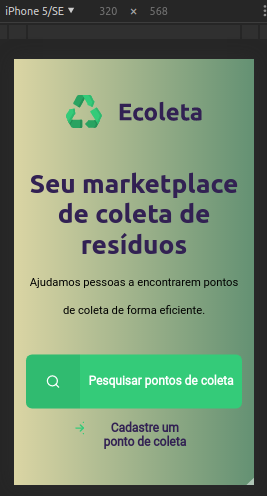 iPhone 5/SE ▼ 320 × 568
Ecoleta
Seu marketplace
de coleta de
resíduos
Ajudamos pessoas a encontrarem pontos
de coleta de forma eficiente.
Pesquisar pontos de coleta
Cadastre um
ponto de coleta